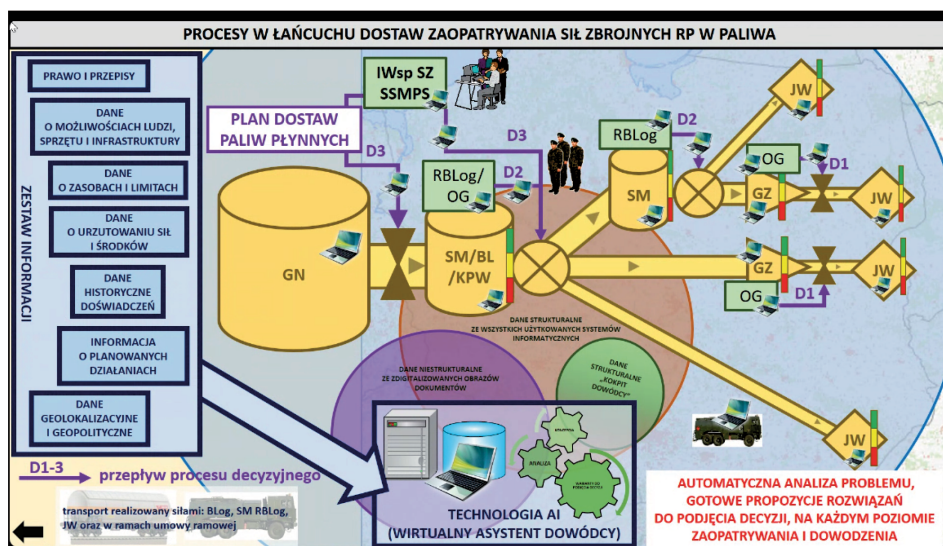 PROCESY W ŁAŃCUCHU DOSTAW ZAOPATRYWANIA SIŁ ZBROJNYCH RP W PALIWA
ZESTAW INFORMACJI
PRAWO I PRZEPISY
DANE
O MOŻLIWOŚCIACH LUDZI,
SPRZĘTU I INFRASTRUKTURY
DANE
O ZASOBACH I LIMITACH
DANE
O URZUTOWANIU SIŁ
I ŚRODKÓW
DANE
HISTORYCZNE
DOŚWIADCZEŃ
INFORMACJA
O PLANOWANYCH
DZIAŁANIACH
DANE
GEOLOKALIZACYJNE
I GEOPOLITYCZNE
PLAN DOSTAW
PALIW PŁYNNYCH
IWsp SZ
SSMPS
D3
D3
RBLog/
OG
D2
RBLog
D2
OG
D1
OG
D1
GN
SM/BL
/KPW
SM
GZ
GZ
JW
JW
JW
JW
DANE STRUKTURALNE
ZE WSZYSTKICH UŻYTKOWANYCH SYSTEMÓW
INFORMATYCZNYCH
DANE NIESTRUKTURALNE
ZE ZDIGITALIZOWANYCH OBRAZÓW
DOKUMENTÓW
DANE
STRUKTURALNE
„KOKPIT
DOWÓDCY”
ANALIZA
TECHNOLOGIA AI
(WIRTUALNY ASYSTENT DOWÓDCY)
D1-3
przepływ procesu decyzyjnego
transport realizowany siłami: BLog, SM RBLog,
JW oraz w ramach umowy ramowej
AUTOMATYCZNA ANALIZA PROBLEMU,
GOTOWE PROPOZYCJE ROZWIĄZAŃ
DO PODJĘCIA DECYZJI, NA KAŻDYM POZIOMIE
ZAOPATRYWANIA I DOWODZENIA